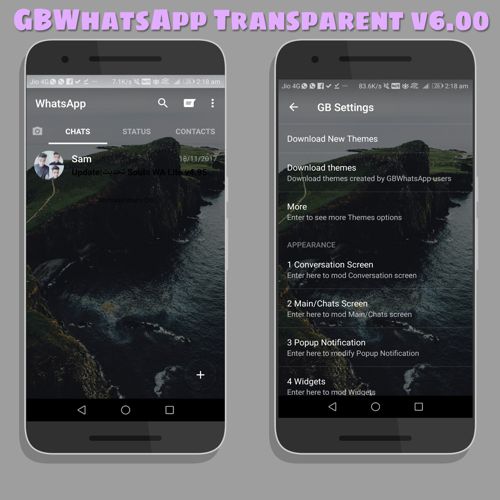 GBWhatsApp Transparent v6.00
Jio 4G 7.1K/s 2:18 am
WhatsApp
CHATS STATUS CONTACTS
Sam 18/11/2017
Update تحديث Soula WA Lite v4.95
Jio 4G 83.6K/s 2:18 am
GB Settings
Download New Themes
Download themes
Download themes created by GBWhatsApp users
More
Enter to see more Themes options
APPEARANCE
1 Conversation Screen
Enter here to mod Conversation screen
2 Main/Chats Screen
Enter here to mod Main/Chats screen
3 Popup Notification
Enter here to modify Popup Notification
4 Widgets
Enter here to mod Widgets